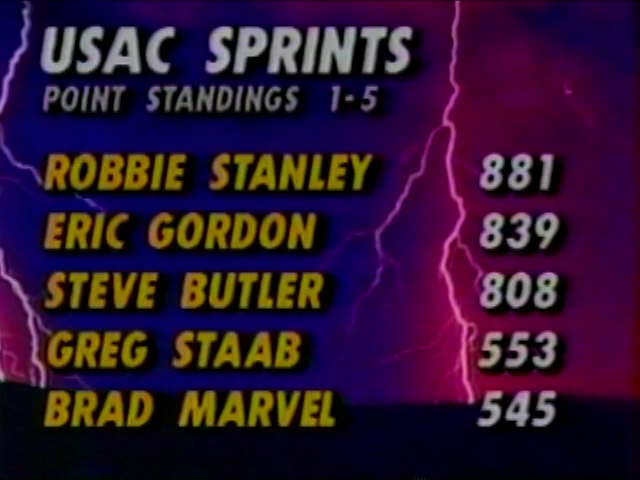 USAC SPRINTS
POINT STANDINGS 1-5
ROBBIE STANLEY 881
ERIC GORDON 839
STEVE BUTLER 808
GREG STAAB 553
BRAD MARVEL 545